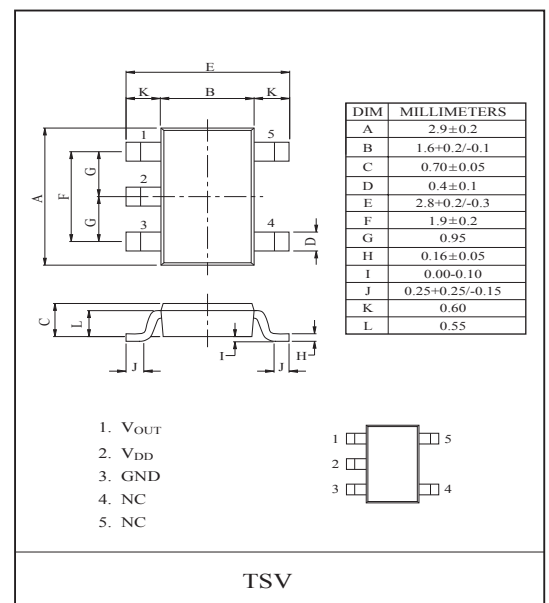 E
K B K
1 5
2
3 4
A F G G D
C L J I H J
DIM MILLIMETERS
A 2.9±0.2
B 1.6+0.2/-0.1
C 0.70±0.05
D 0.4±0.1
E 2.8+0.2/-0.3
F 1.9±0.2
G 0.95
H 0.16±0.05
I 0.00-0.10
J 0.25+0.25/-0.15
K 0.60
L 0.55
1. VOUT
2. VDD
3. GND
4. NC
5. NC
1 5
2
3 4
TSV